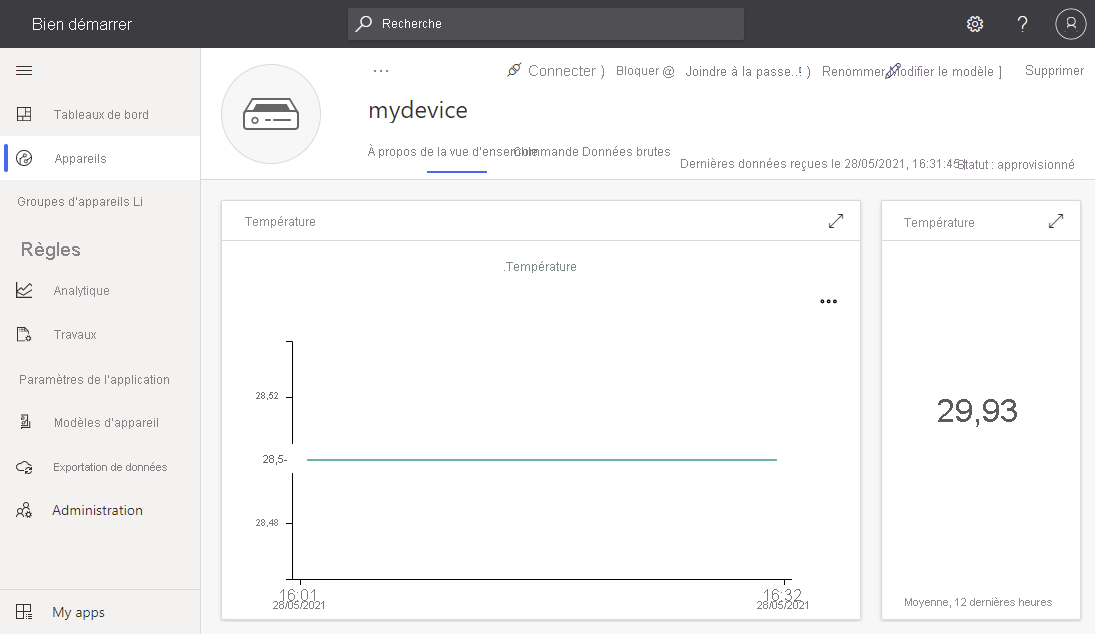 Bien démarrer
Recherche
?
Tableaux de bord
Appareils
Groupes d'appareils Li
Règles
Analytique
Travaux
Paramètres de l'application
Modèles d'appareil
Exportation de données
Administration
My apps
... Connecter ) Bloquer @ Joindre à la passe..! ) Renommer Modifier le modèle ] Supprimer
mydevice
À propos de la vue d'ensemble Commande Données brutes
Dernières données reçues le 28/05/2021, 16:31:45 Statut : approvisionné
Température
.Température
28,52
28,5-
28,48
16:01 16:32
28/05/2021 28/05/2021
Température
29,93
Moyenne, 12 dernières heures